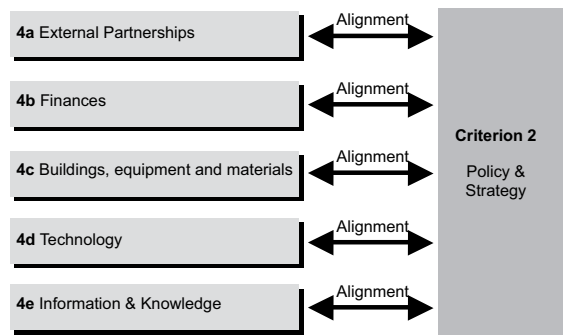 4a External Partnerships
Alignment
4b Finances
Alignment
4c Buildings, equipment and materials
Alignment
4d Technology
Alignment
4e Information & Knowledge
Alignment
Criterion 2
Policy &
Strategy